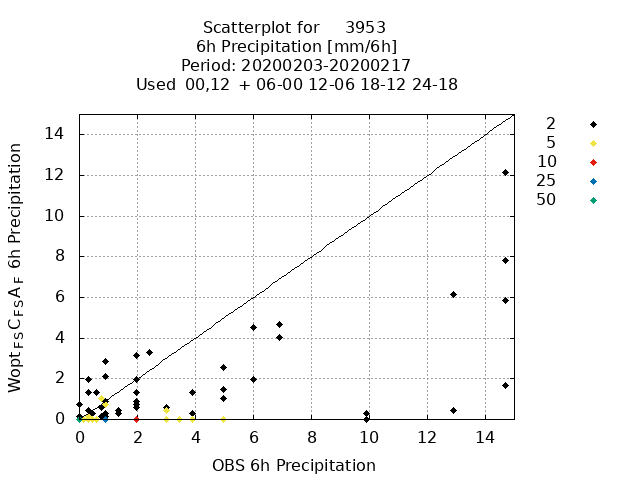 Scatterplot for 3953
6h Precipitation [mm/6h]
Period: 20200203-20200217
Used 00,12 + 06-00 12-06 18-12 24-18
2
5
10
25
50
14
12
10
8
6
4
2
0
Wopt FS C FS A F 6h Precipitation
0 2 4 6 8 10 12 14
OBS 6h Precipitation